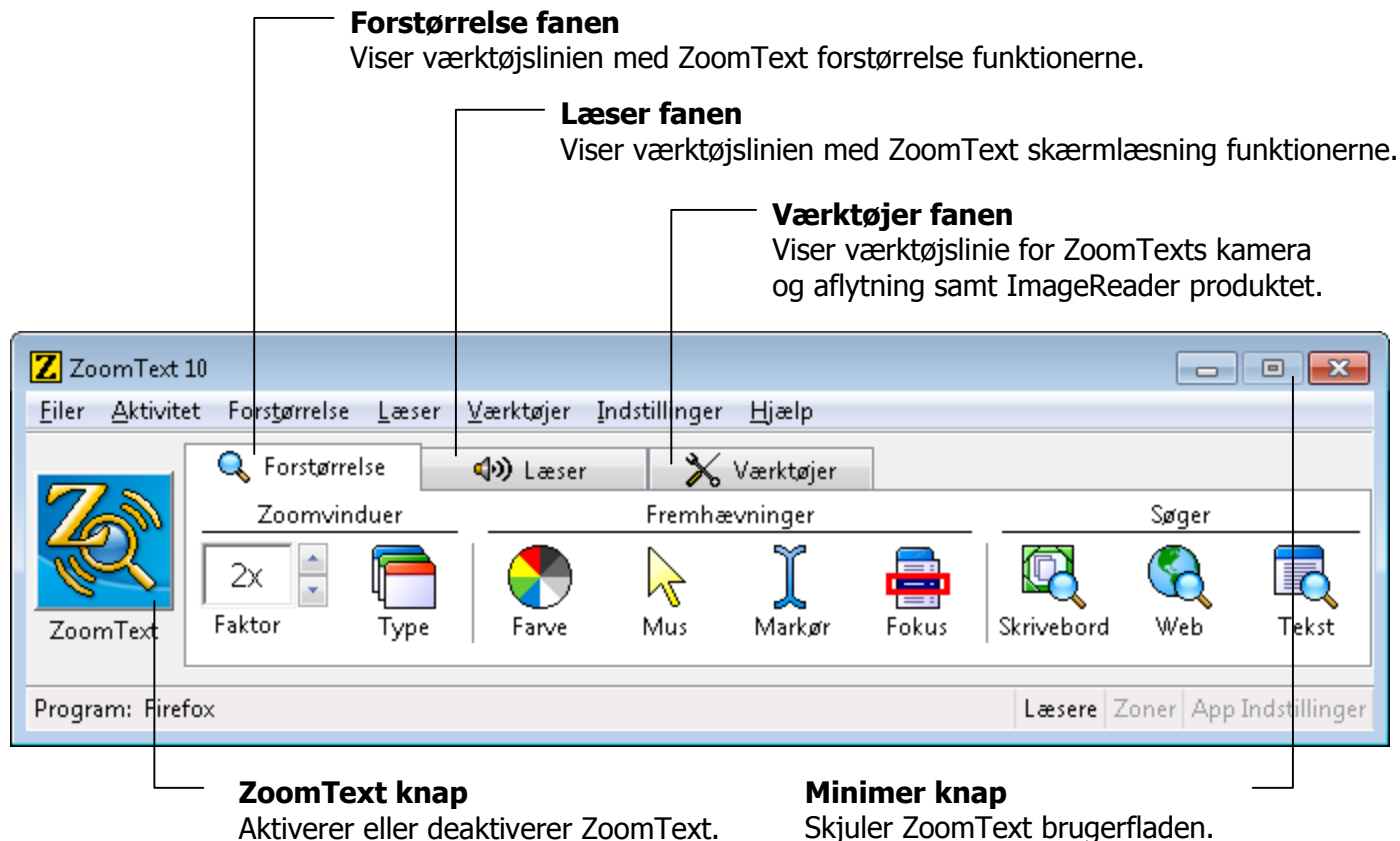 Forstørrelse fanen
Viser værktøjslinien med ZoomText forstørrelse funktionerne.
Læser fanen
Viser værktøjslinien med ZoomText skærmlæsning funktionerne.
Værktøjer fanen
Viser værktøjslinie for ZoomTexts kamera
og aflytning samt ImageReader produktet.
Z ZoomText 10
Filer Aktivitet Forstørrelse Læser Værktøjer Indstillinger Hjælp
Forstørrelse Læser Værktøjer
Zoomvinduer Fremhævninger Søger
2x
ZoomText Faktor Type Farve Mus Markør Fokus Skrivebord Web Tekst
Program: Firefox Læsere Zoner App Indstillinger
ZoomText knap
Aktiverer eller deaktiverer ZoomText.
Minimer knap
Skjuler ZoomText brugerfladen.